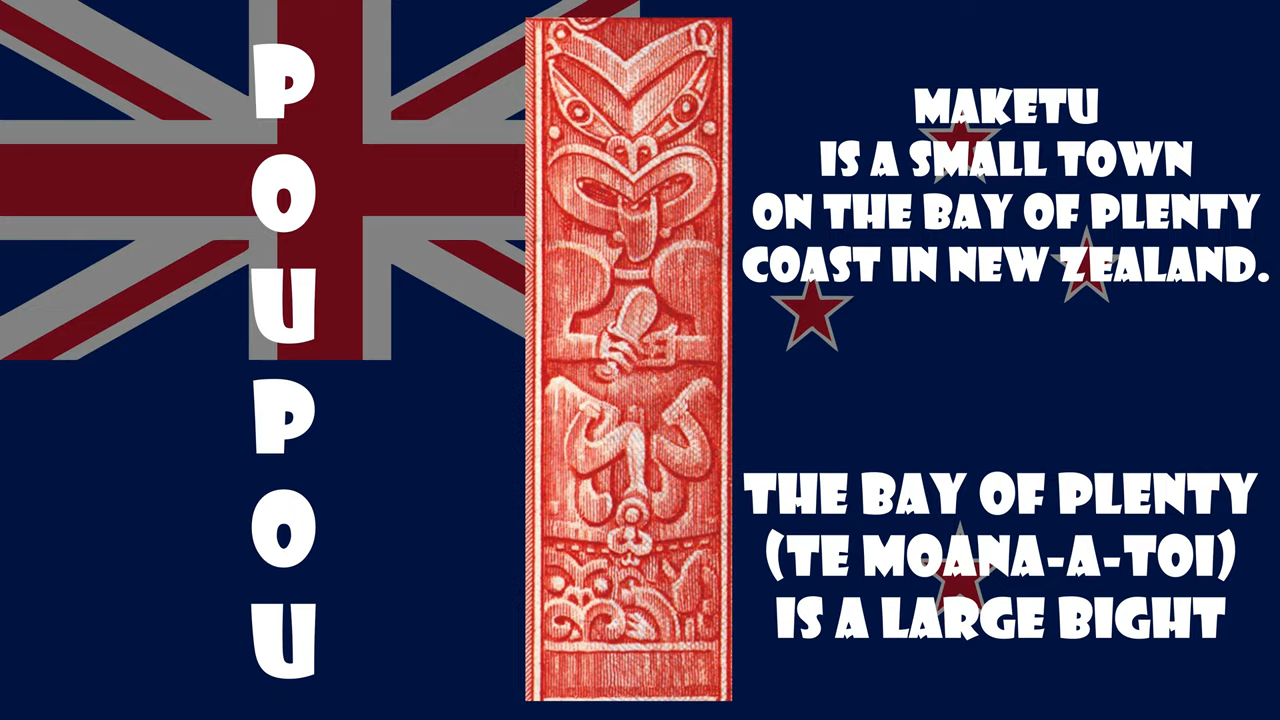 POUPOU
MAKETU
IS A SMALL TOWN
ON THE BAY OF PLENTY
COAST IN NEW ZEALAND.
THE BAY OF PLENTY
(TE MOANA-A-TOI)
IS A LARGE BIGHT